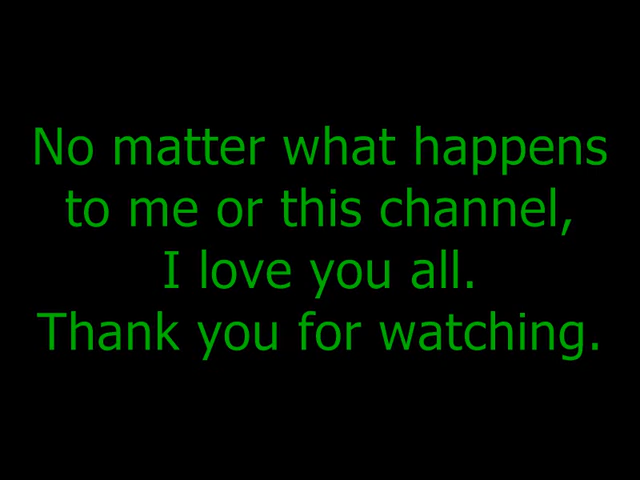 No matter what happens
to me or this channel,
I love you all.
Thank you for watching.